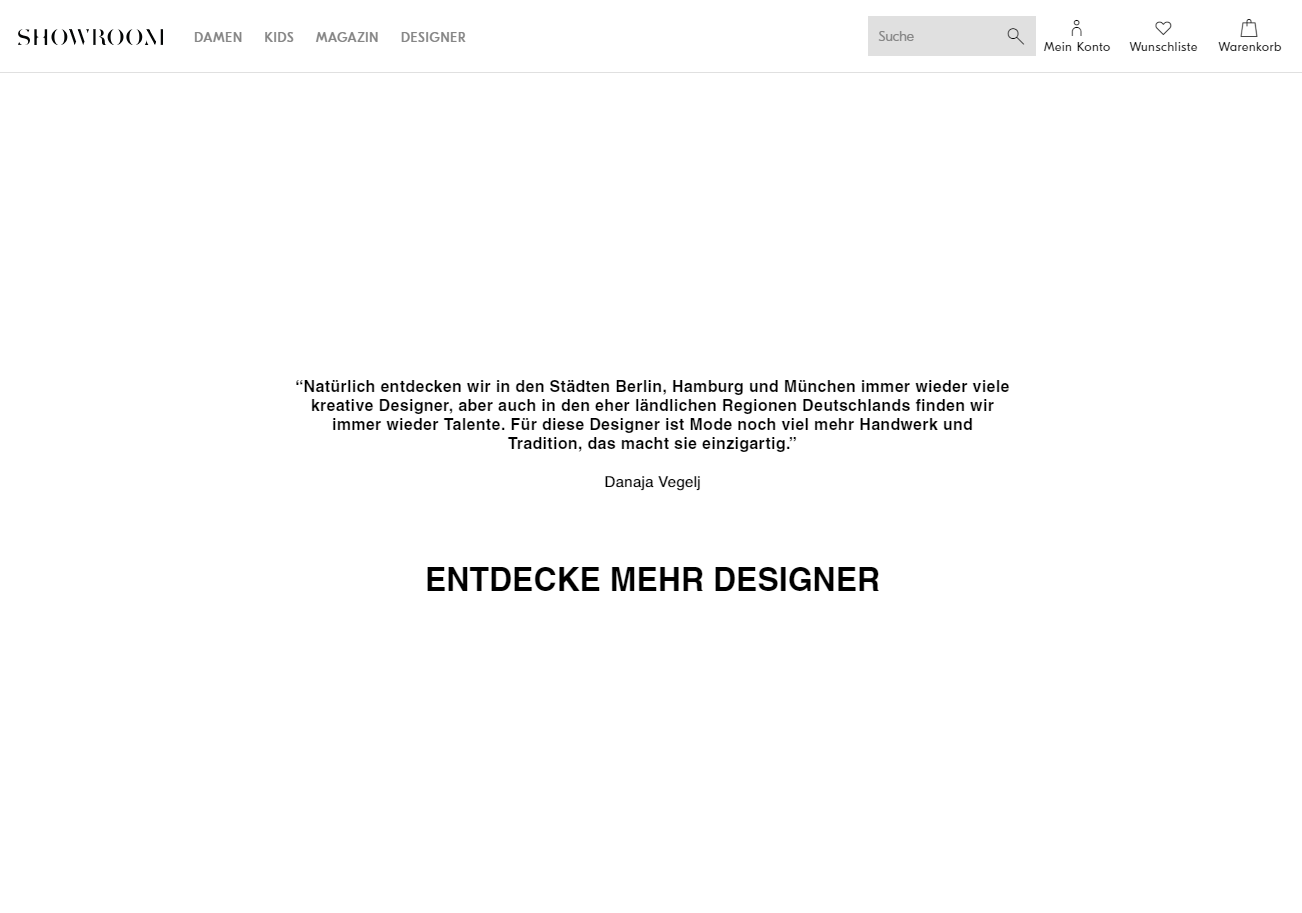 SHOWROOM
DAMEN
KIDS
MAGAZIN
DESIGNER
Suche
Mein Konto
Wunschliste
Warenkorb
“Natürlich entdecken wir in den Städten Berlin, Hamburg und München immer wieder viele
kreative Designer, aber auch in den eher ländlichen Regionen Deutschlands finden wir
immer wieder Talente. Für diese Designer ist Mode noch viel mehr Handwerk und
Tradition, das macht sie einzigartig.”
Danaja Vegelj
ENTDECKE MEHR DESIGNER